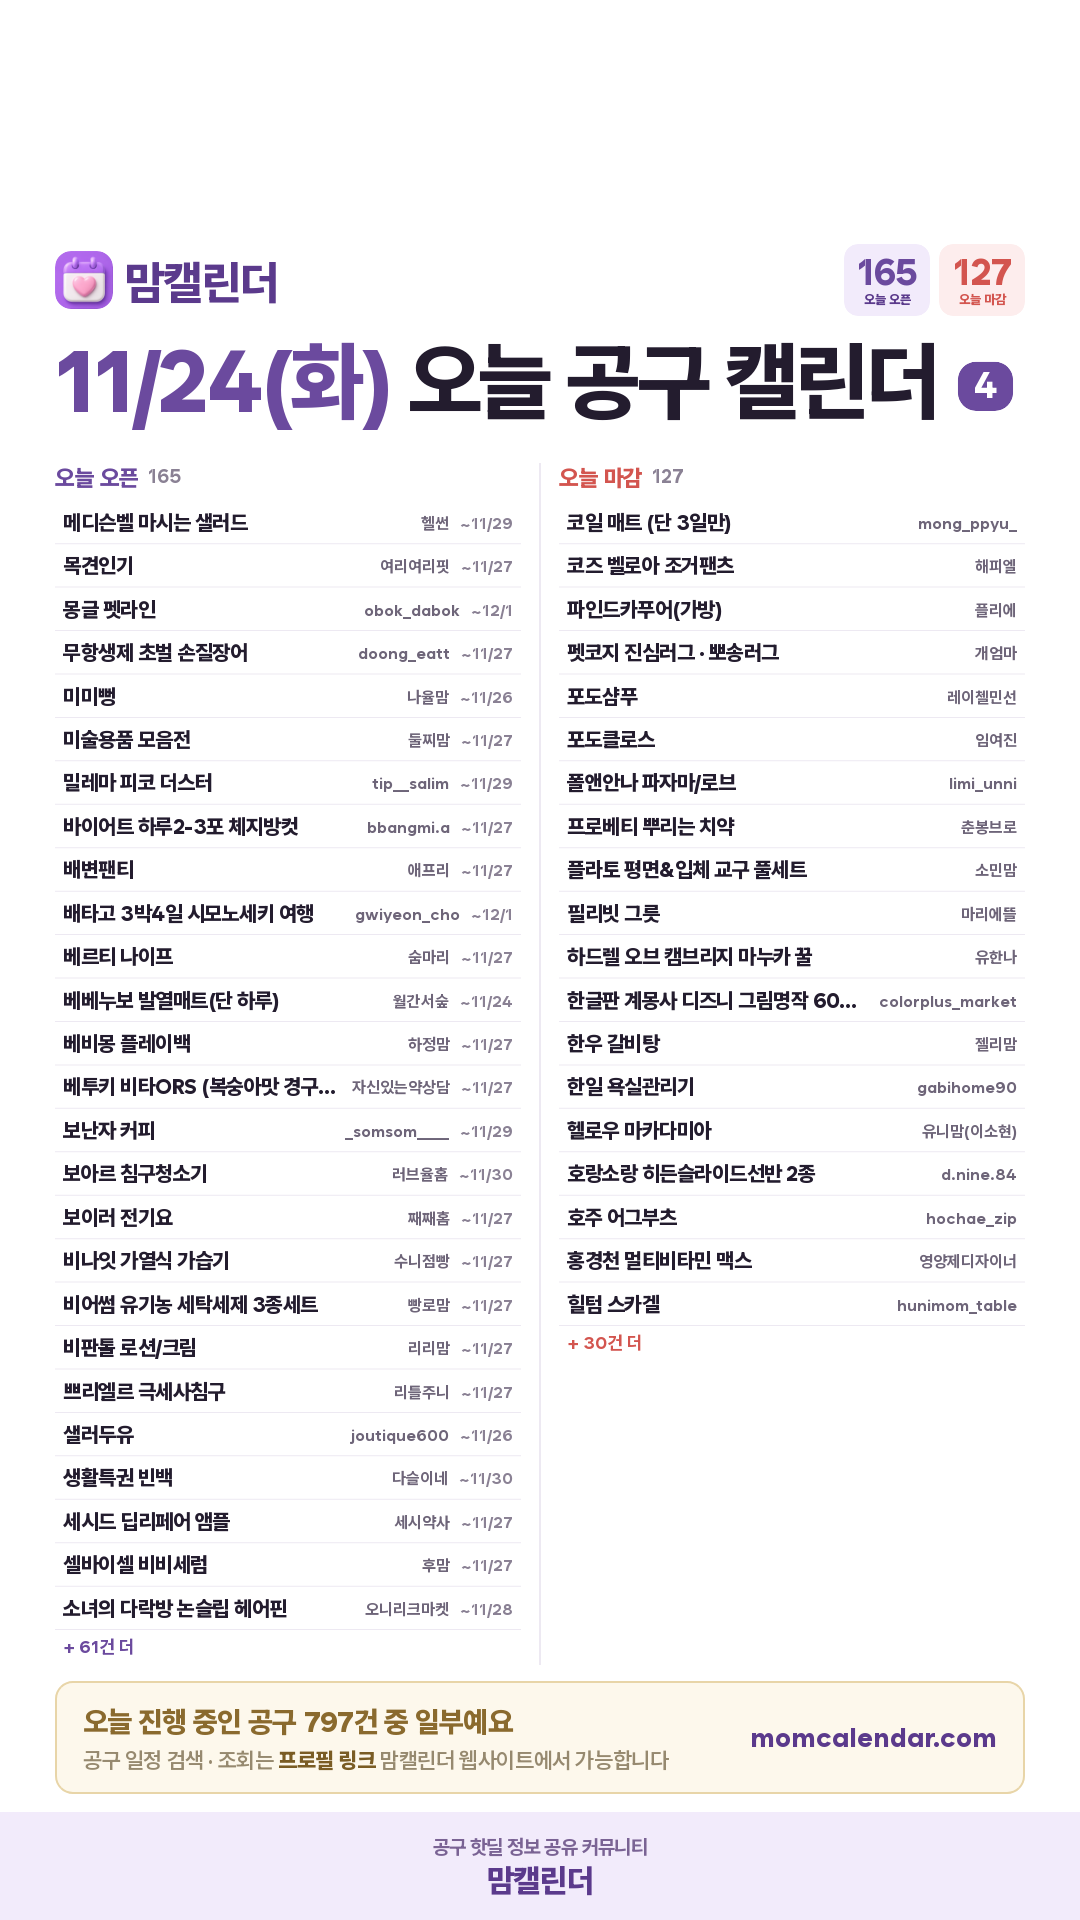 맘캘린더
165
오늘 오픈
127
오늘 마감
11/24(화) 오늘 공구 캘린더 4
오늘 오픈 165
메디슨벨 마시는 샐러드 헬썬 ~11/29
목견인기 여리여리핏 ~11/27
몽글 펫라인 obok_dabok ~12/1
무항생제 초벌 손질장어 doong_eatt ~11/27
미미뻥 나율맘 ~11/26
미술용품 모음전 둘찌맘 ~11/27
밀레마 피코 더스터 tip__salim ~11/29
바이어트 하루2-3포 체지방컷 bbangmi.a ~11/27
배변팬티 애프리 ~11/27
배타고 3박4일 시모노세키 여행 gwiyeon_cho ~12/1
베르티 나이프 숨마리 ~11/27
베베누보 발열매트(단 하루) 월간서숲 ~11/24
베비몽 플레이백 하정맘 ~11/27
베투키 비타ORS (복숭아맛 경구... 자신있는약상담 ~11/27
보난자 커피 _somsom____ ~11/29
보아르 침구청소기 러브율홈 ~11/30
보이러 전기요 째째홈 ~11/27
비나잇 가열식 가습기 수니점빵 ~11/27
비어썸 유기농 세탁세제 3종세트 빵로맘 ~11/27
비판톨 로션/크림 리리맘 ~11/27
쁘리엘르 극세사침구 리틀주니 ~11/27
샐러두유 joutique600 ~11/26
생활특권 빈백 다슬이네 ~11/30
세시드 딥리페어 앰플 세시약사 ~11/27
셀바이셀 비비세럼 후맘 ~11/27
소녀의 다락방 논슬립 헤어핀 오니리크마켓 ~11/28
+ 61건 더
오늘 마감 127
코일 매트 (단 3일만) mong_ppyu_
코즈 벨로아 조거팬츠 해피엘
파인드카푸어(가방) 플리에
펫코지 진심러그 · 뽀송러그 개엄마
포도샴푸 레이첼민선
포도클로스 임여진
폴앤안나 파자마/로브 limi_unni
프로베티 뿌리는 치약 춘봉브로
플라토 평면&입체 교구 풀세트 소민맘
필리빗 그릇 마리에뜰
하드렐 오브 캠브리지 마누카 꿀 유한나
한글판 계몽사 디즈니 그림명작 60... colorplus_market
한우 갈비탕 젤리맘
한일 욕실관리기 gabihome90
헬로우 마카다미아 유니맘(이소현)
호랑소랑 히든슬라이드선반 2종 d.nine.84
호주 어그부츠 hochae_zip
홍경천 멀티비타민 맥스 영양제디자이너
힐텀 스카겔 hunimom_table
+ 30건 더
오늘 진행 중인 공구 797건 중 일부예요
공구 일정 검색 · 조회는 프로필 링크 맘캘린더 웹사이트에서 가능합니다
momcalendar.com
공구 핫딜 정보 공유 커뮤니티
맘캘린더